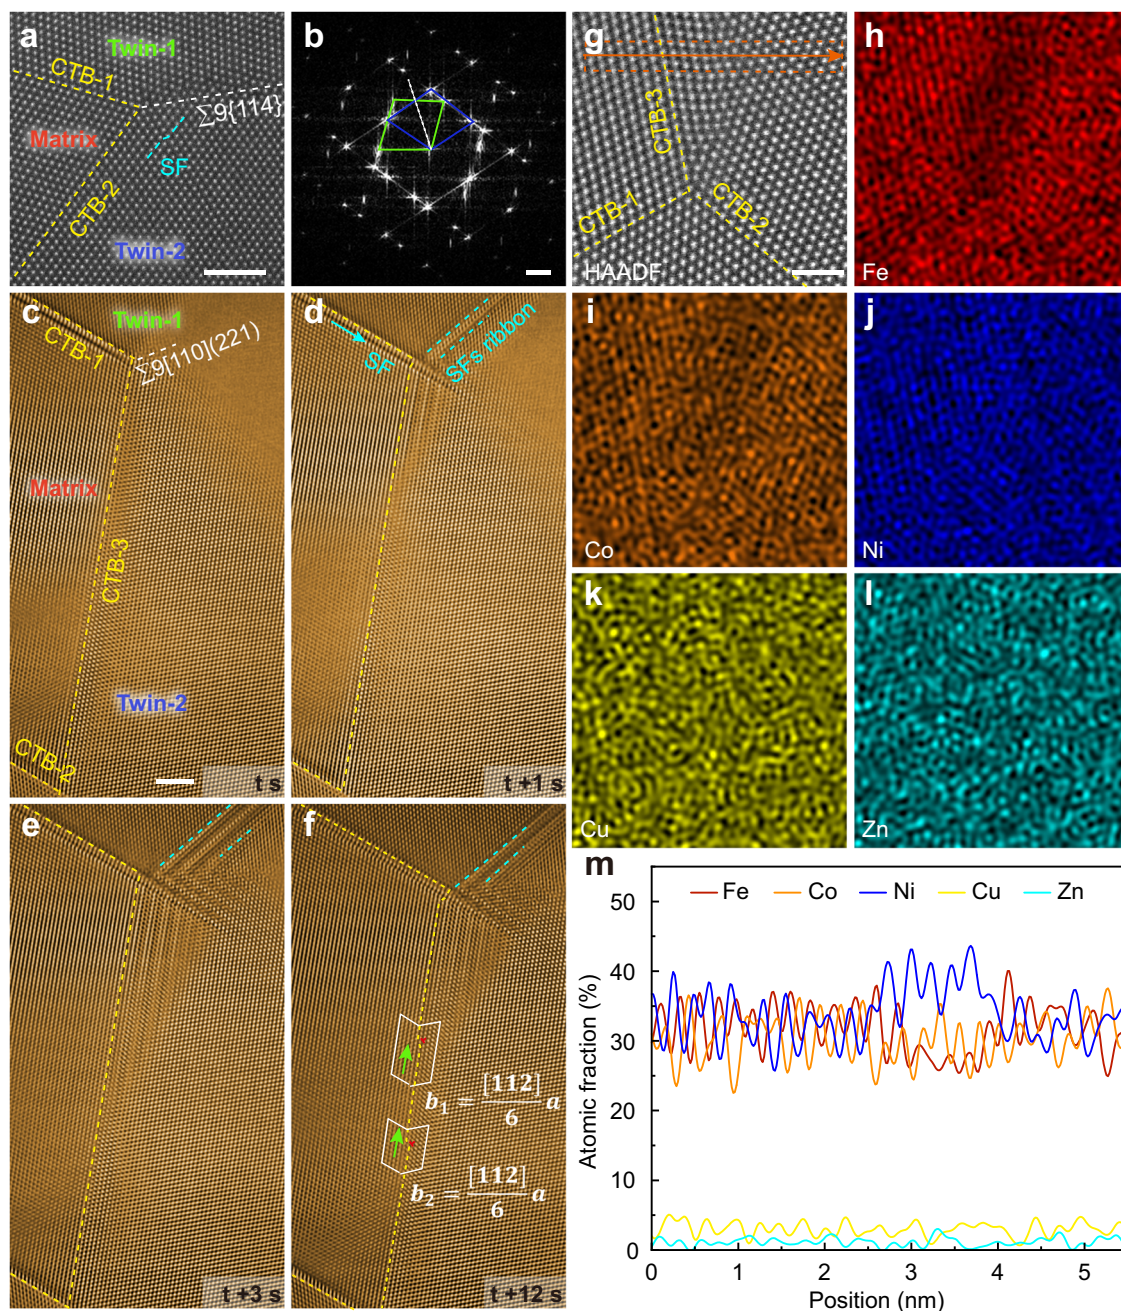 a
Twin-1
CTB-1
∑9{114}
Matrix
SF
CTB-2
Twin-2
b
g
CTB-3
CTB-1
CTB-2
HAADF
h
Fe
c
Twin-1
CTB-1
∑9[110](221)
Matrix
CTB-3
Twin-2
CTB-2
t s
d
SF
SFs ribbon
t +1 s
i
Co
j
Ni
k
Cu
l
Zn
e
t +3 s
f
b₁ = [112]/6 a
b₂ = [112]/6 a
t +12 s
m
Fe Co Ni Cu Zn
Atomic fraction (%)
50
40
30
20
10
0
0 1 2 3 4 5
Position (nm)